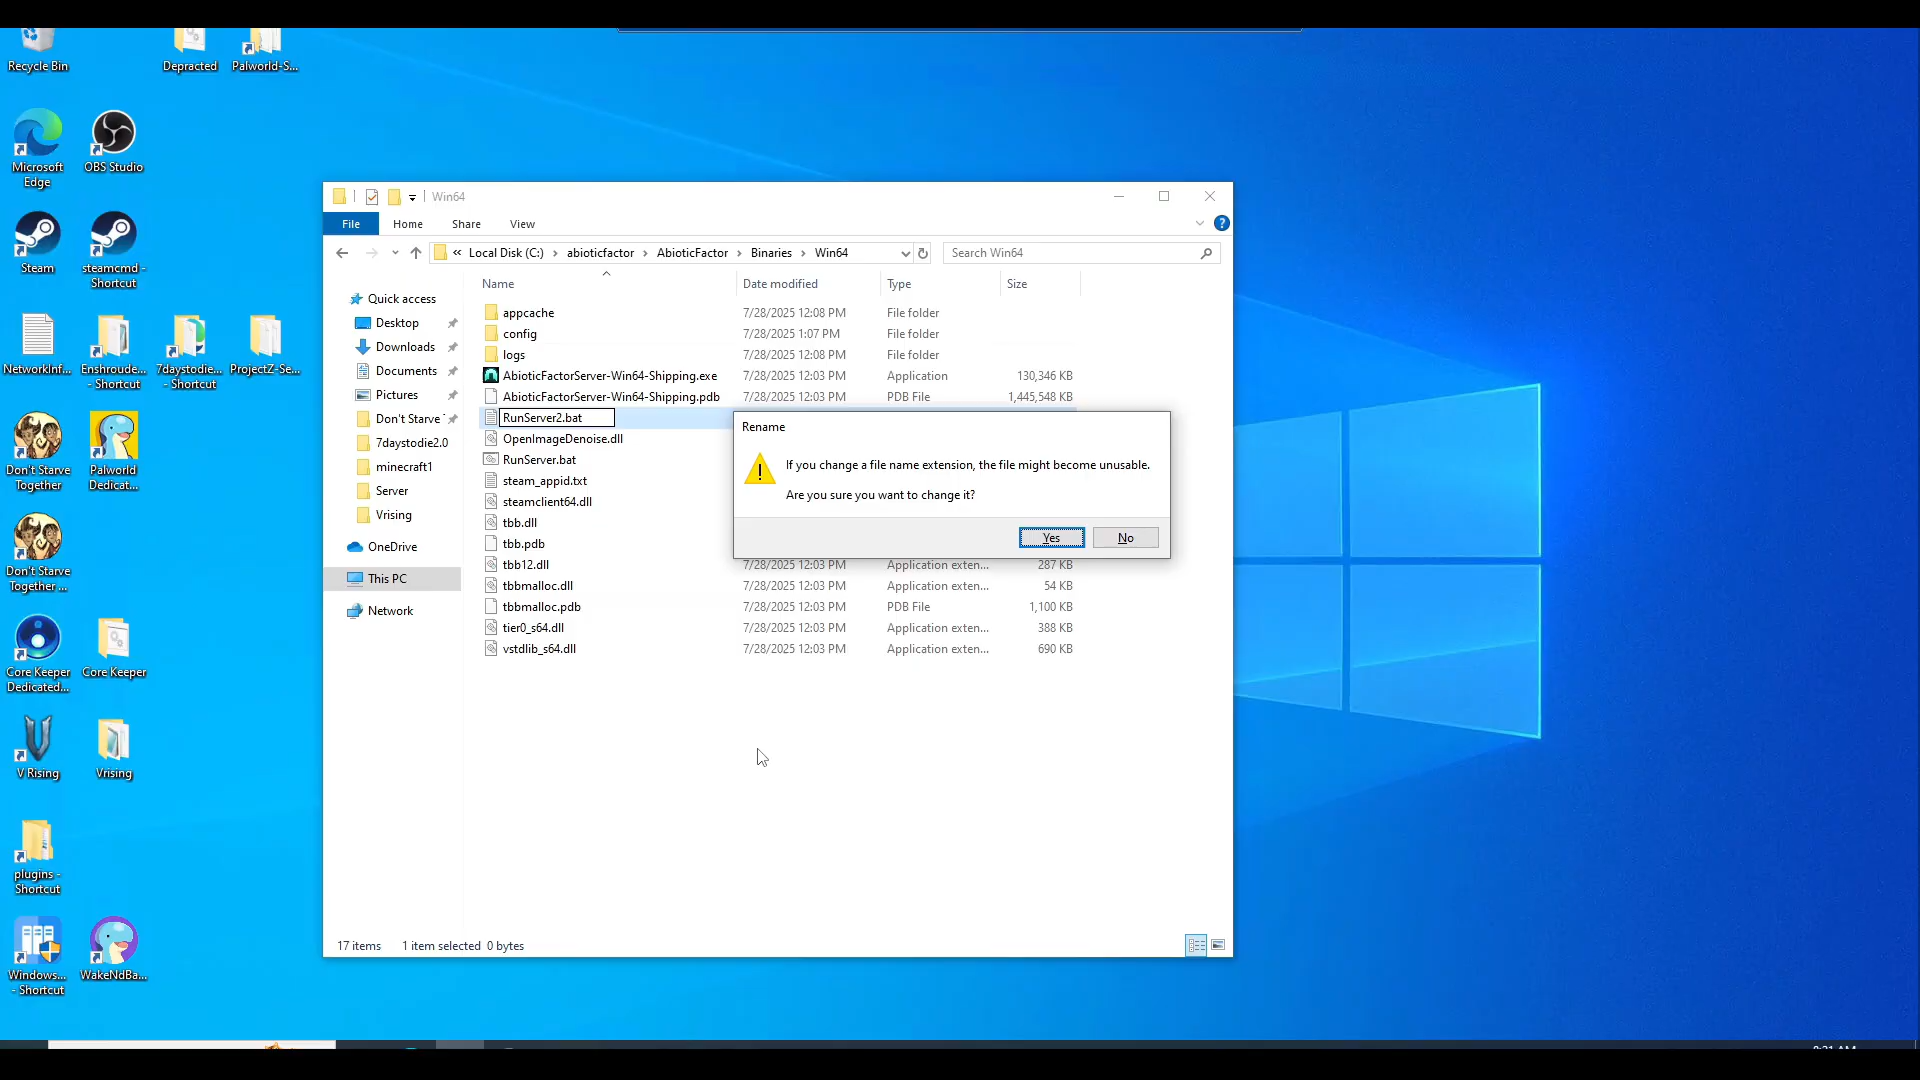 Recycle Bin
Depracted
Palworld-S...
Microsoft
Edge
OBS Studio
Steam
steamcmd -
Shortcut
NetworkInf...
Enshroude...
- Shortcut
7daystodie...
- Shortcut
ProjectZ-Se...
Don't Starve
Together
Palworld
Dedicat...
Don't Starve
Together ...
Core Keeper
Dedicated...
Core Keeper
V Rising
Vrising
plugins -
Shortcut
Windows...
- Shortcut
WakeNdBa...
Win64
File
Home
Share
View
?
« Local Disk (C:) › abioticfactor › AbioticFactor › Binaries › Win64
Search Win64
Quick access
Desktop
Downloads
Documents
Pictures
Don't Starve
7daystodie2.0
minecraft1
Server
Vrising
OneDrive
This PC
Network
Name Date modified Type Size
appcache 7/28/2025 12:08 PM File folder
config 7/28/2025 1:07 PM File folder
logs 7/28/2025 12:08 PM File folder
AbioticFactorServer-Win64-Shipping.exe 7/28/2025 12:03 PM Application 130,346 KB
AbioticFactorServer-Win64-Shipping.pdb 7/28/2025 12:03 PM PDB File 1,445,548 KB
RunServer2.bat
OpenImageDenoise.dll
RunServer.bat
steam_appid.txt
steamclient64.dll
tbb.dll
tbb.pdb
tbb12.dll 7/28/2025 12:03 PM Application exten... 287 KB
tbbmalloc.dll 7/28/2025 12:03 PM Application exten... 54 KB
tbbmalloc.pdb 7/28/2025 12:03 PM PDB File 1,100 KB
tier0_s64.dll 7/28/2025 12:03 PM Application exten... 388 KB
vstdlib_s64.dll 7/28/2025 12:03 PM Application exten... 690 KB
Rename
If you change a file name extension, the file might become unusable.
Are you sure you want to change it?
Yes
No
17 items 1 item selected 0 bytes